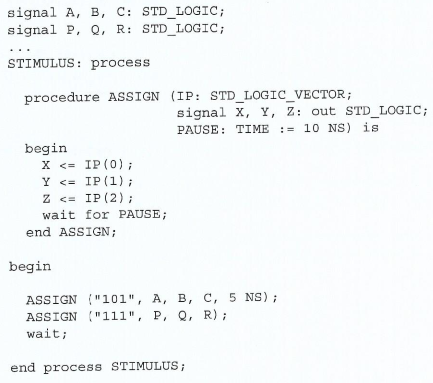 signal A, B, C: STD_LOGIC;
signal P, Q, R: STD_LOGIC;
...
STIMULUS: process
procedure ASSIGN (IP: STD_LOGIC_VECTOR;
signal X, Y, Z: out STD_LOGIC;
PAUSE: TIME := 10 NS) is
begin
X <= IP(0);
Y <= IP(1);
Z <= IP(2);
wait for PAUSE;
end ASSIGN;
begin
ASSIGN ("101", A, B, C, 5 NS);
ASSIGN ("111", P, Q, R);
wait;
end process STIMULUS;